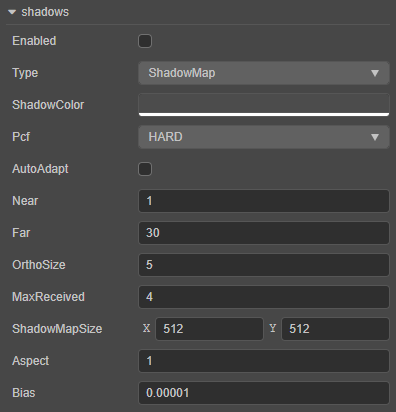 shadows
Enabled
Type ShadowMap
ShadowColor
Pcf HARD
AutoAdapt
Near 1
Far 30
OrthoSize 5
MaxReceived 4
ShadowMapSize X 512 Y 512
Aspect 1
Bias 0.00001